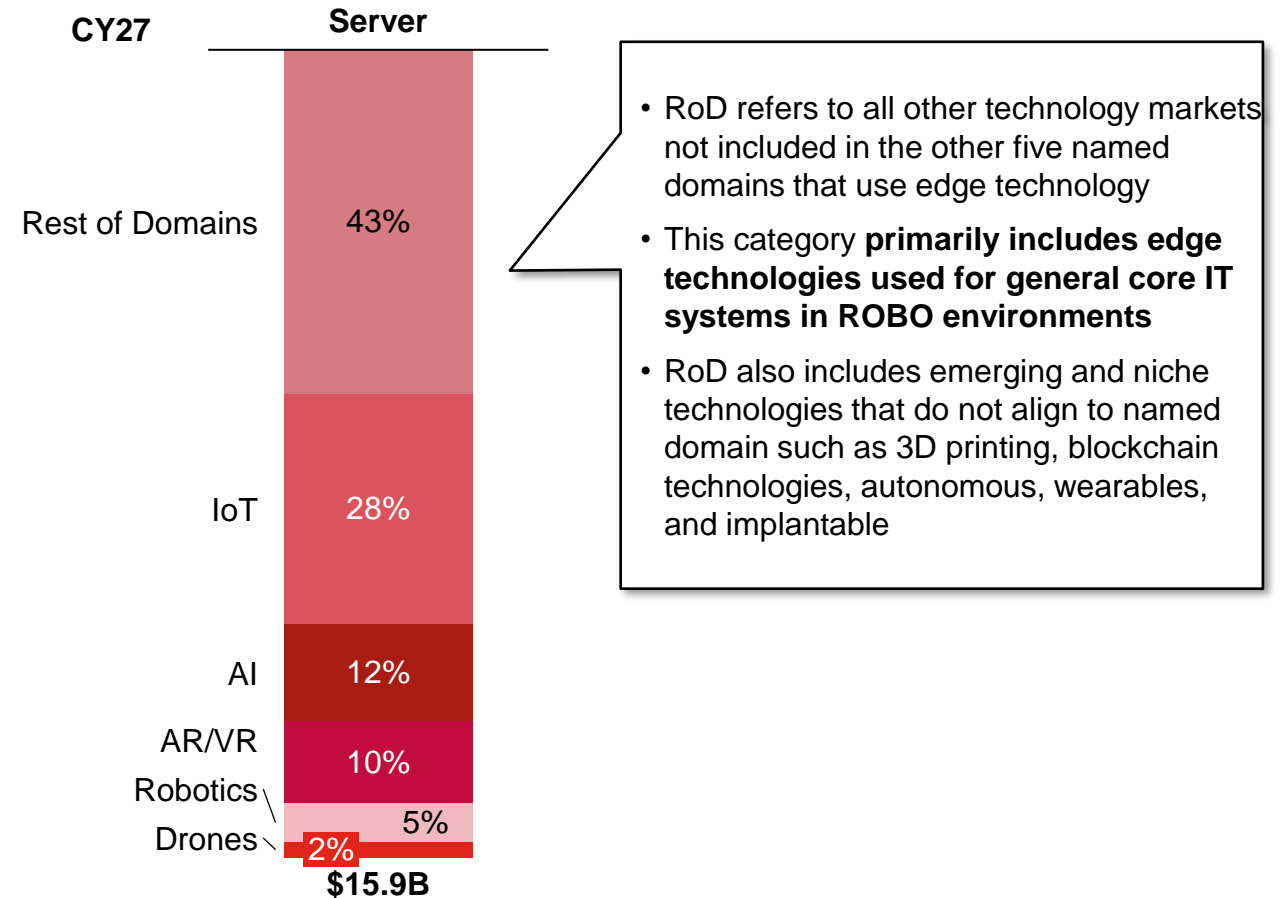 CY27
Server
Rest of Domains
43%
IoT
28%
AI
12%
AR/VR
10%
Robotics
5%
Drones
2%
$15.9B
• RoD refers to all other technology markets
not included in the other five named
domains that use edge technology
• This category primarily includes edge
technologies used for general core IT
systems in ROBO environments
• RoD also includes emerging and niche
technologies that do not align to named
domain such as 3D printing, blockchain
technologies, autonomous, wearables,
and implantable